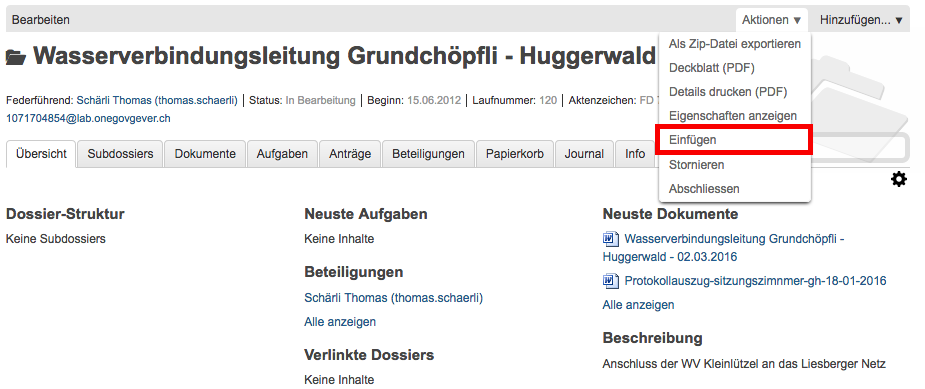 Bearbeiten
Aktionen ▼
Hinzufügen... ▼
Wasserverbindungsleitung Grundchöpfli - Huggerwald
Federführend: Schärli Thomas (thomas.schaerli) | Status: In Bearbeitung | Beginn: 15.06.2012 | Laufnummer: 120 | Aktenzeichen: FD
1071704854@lab.onegovgever.ch
Als Zip-Datei exportieren
Deckblatt (PDF)
Details drucken (PDF)
Eigenschaften anzeigen
Einfügen
Stornieren
Abschliessen
Übersicht
Subdossiers
Dokumente
Aufgaben
Anträge
Beteiligungen
Papierkorb
Journal
Info
Dossier-Struktur
Keine Subdossiers
Neuste Aufgaben
Keine Inhalte
Beteiligungen
Schärli Thomas (thomas.schaerli)
Alle anzeigen
Verlinkte Dossiers
Keine Inhalte
Neuste Dokumente
Wasserverbindungsleitung Grundchöpfli -
Huggerwald - 02.03.2016
Protokollauszug-sitzungszimnmer-gh-18-01-2016
Alle anzeigen
Beschreibung
Anschluss der WV Kleinlützel an das Liesberger Netz